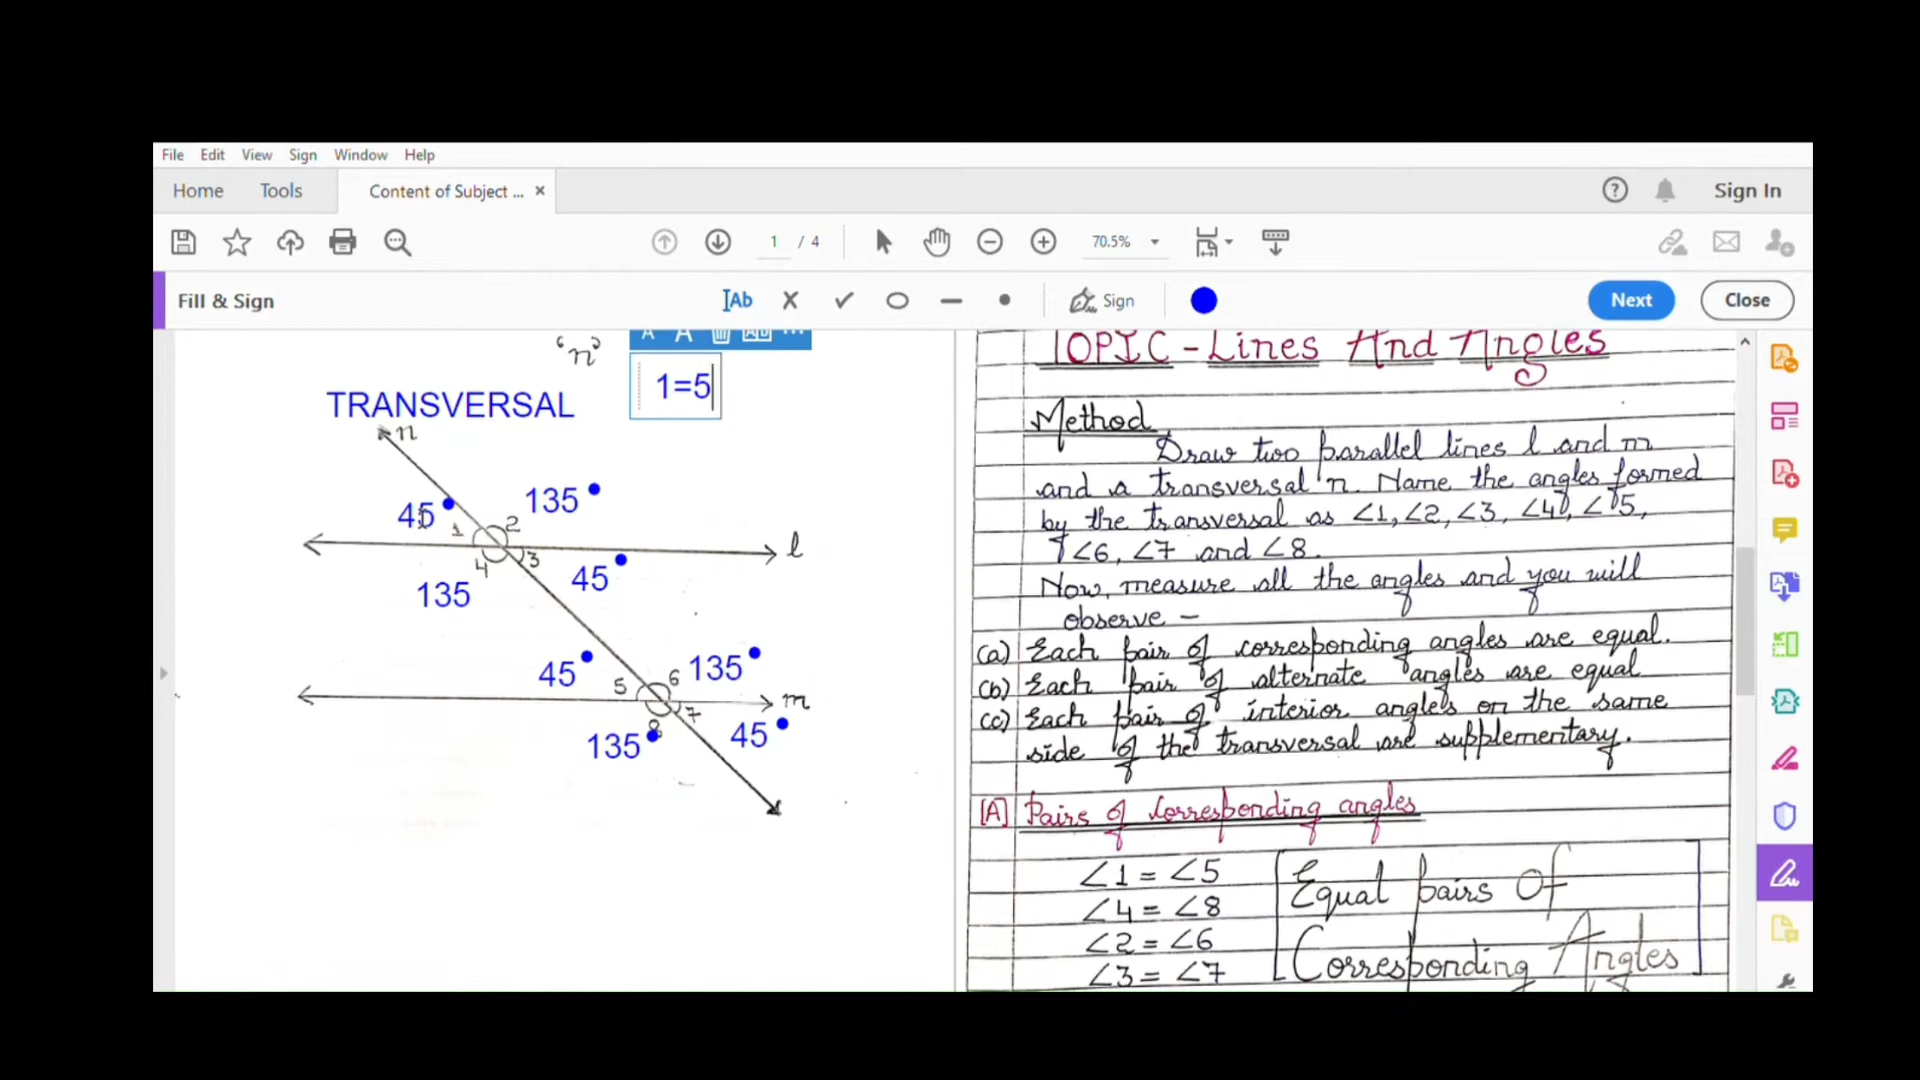 File Edit View Sign Window Help
Home Tools Content of Subject ... × ? Sign In
1 / 4 70.5%
Fill & Sign IAb Sign Next Close
A A AB ...
'n'
1=5
TRANSVERSAL
n
45 135
1 2
l
4 3
135 45
45 135
5 6
m
8 7
135 45
TOPIC - Lines And Angles
Method
Draw two parallel lines l and m
and a transversal n. Name the angles formed
by the transversal as ∠1, ∠2, ∠3, ∠4, ∠5,
∠6, ∠7 and ∠8.
Now, measure all the angles and you will
observe -
(a) Each pair of corresponding angles are equal.
(b) Each pair of alternate angles are equal
(c) Each pair of interior angles on the same
side of the transversal are supplementary.
[A] Pairs of Corresponding angles
∠1 = ∠5
∠4 = ∠8
∠2 = ∠6
∠3 = ∠7
Equal pairs Of
Corresponding Angles